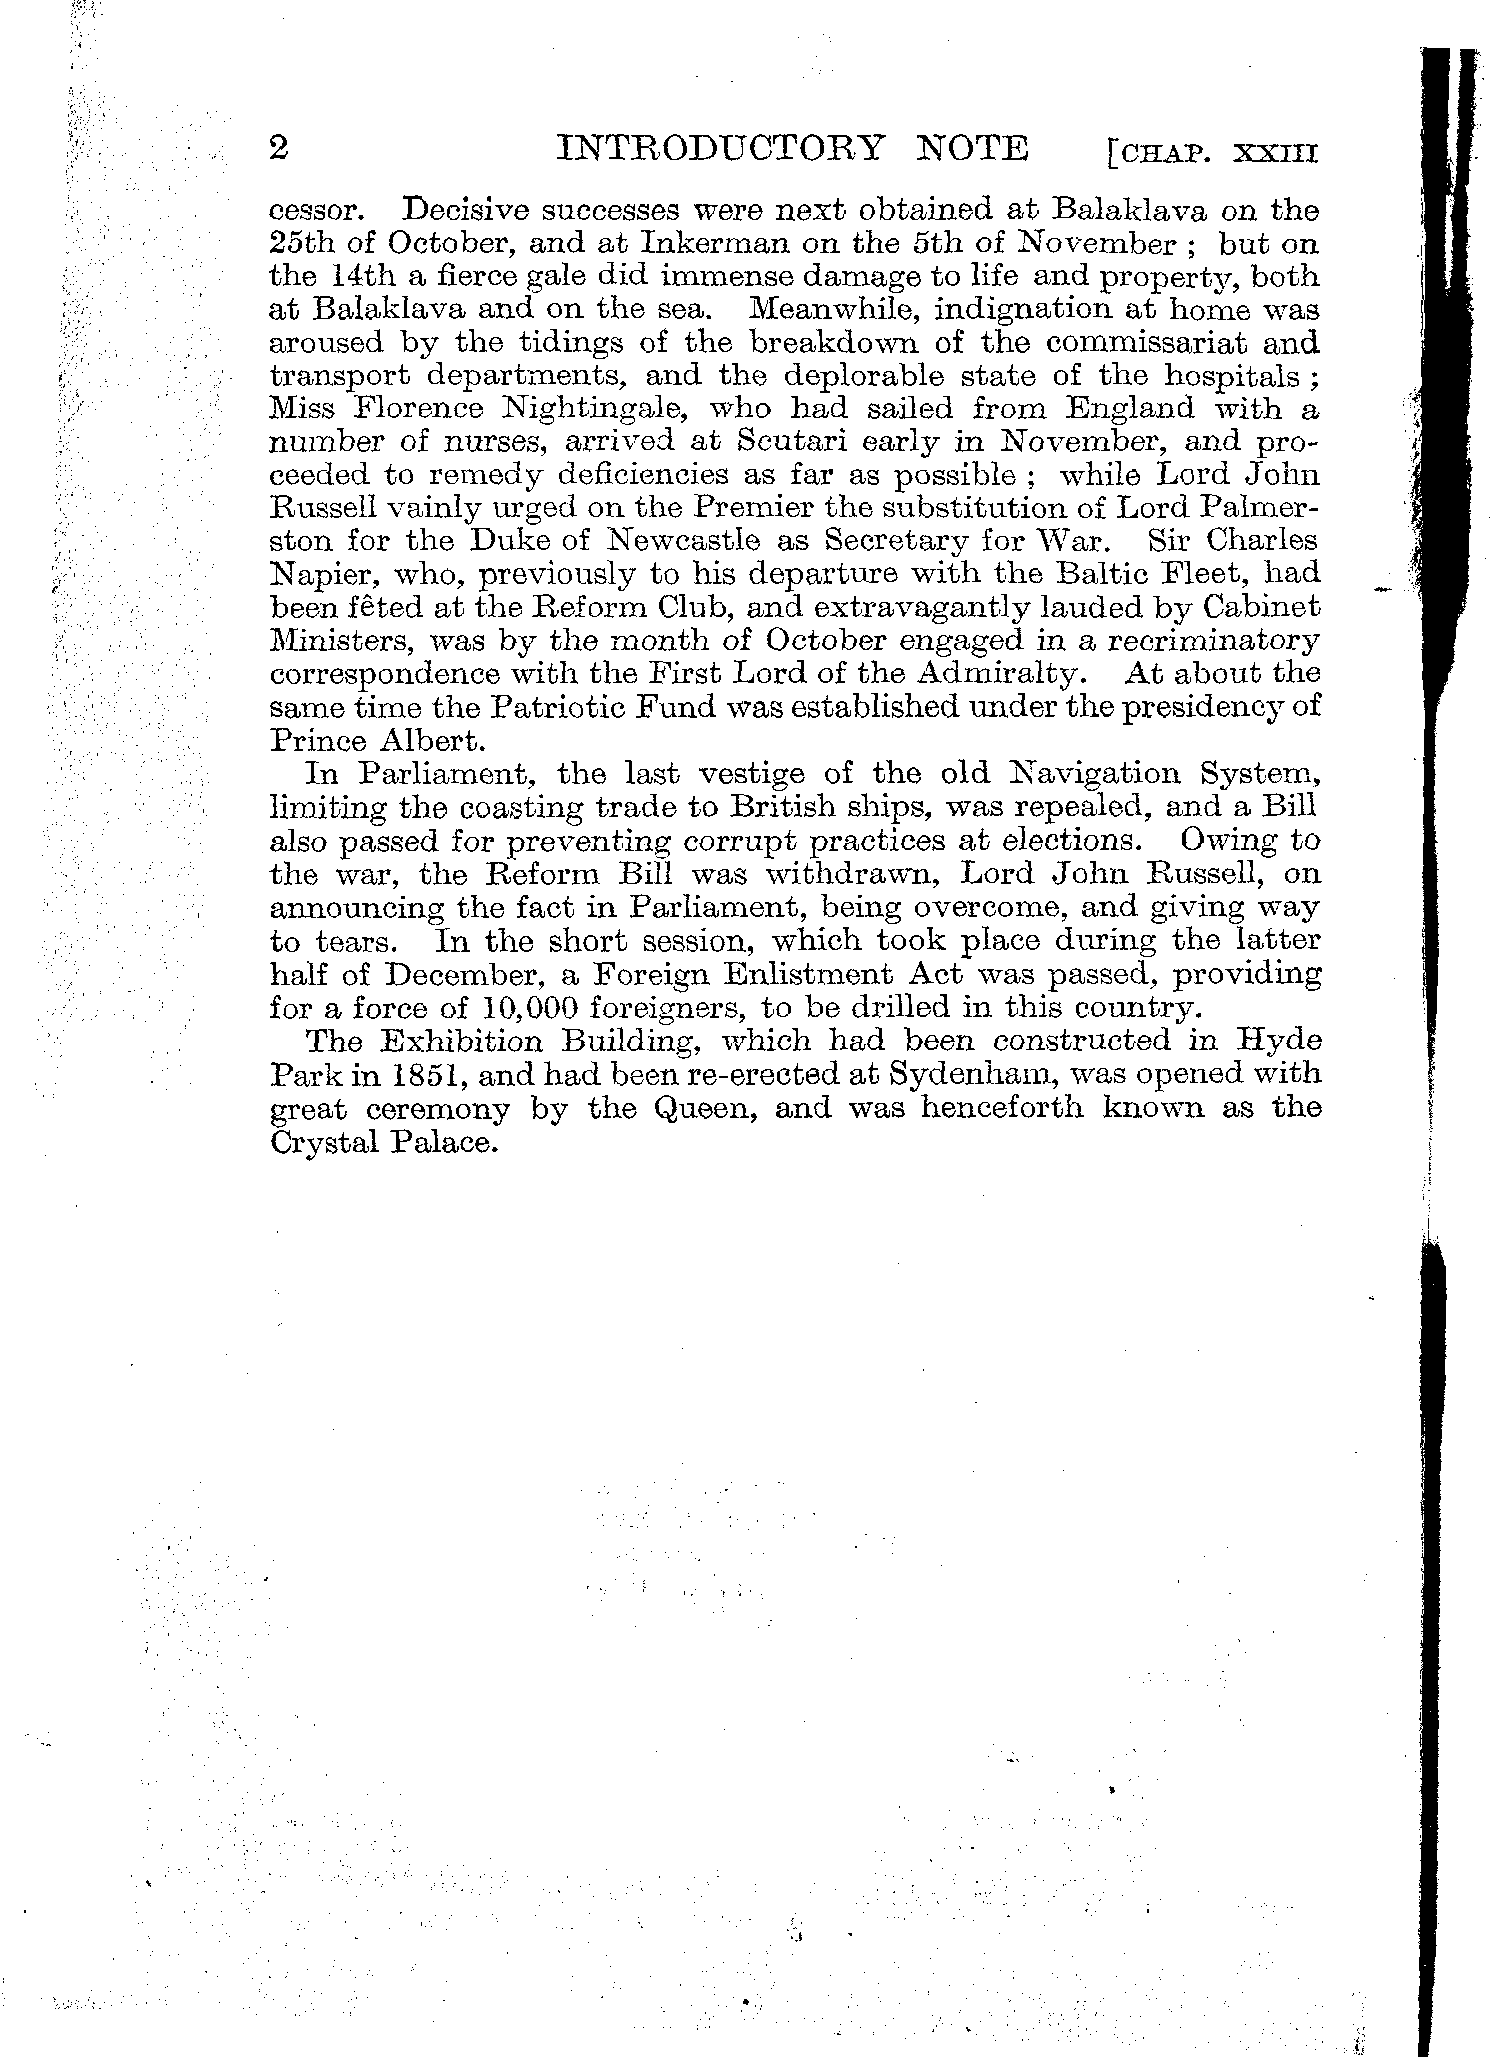 2 INTRODUCTORY NOTE [CHAP. XXIII
cessor. Decisive successes were next obtained at Balaklava on the
25th of October, and at Inkerman on the 5th of November ; but on
the 14th a fierce gale did immense damage to life and property, both
at Balaklava and on the sea. Meanwhile, indignation at home was
aroused by the tidings of the breakdown of the commissariat and
transport departments, and the deplorable state of the hospitals ;
Miss Florence Nightingale, who had sailed from England with a
number of nurses, arrived at Scutari early in November, and pro-
ceeded to remedy deficiencies as far as possible ; while Lord John
Russell vainly urged on the Premier the substitution of Lord Palmer-
ston for the Duke of Newcastle as Secretary for War. Sir Charles
Napier, who, previously to his departure with the Baltic Fleet, had
been fêted at the Reform Club, and extravagantly lauded by Cabinet
Ministers, was by the month of October engaged in a recriminatory
correspondence with the First Lord of the Admiralty. At about the
same time the Patriotic Fund was established under the presidency of
Prince Albert.
In Parliament, the last vestige of the old Navigation System,
limiting the coasting trade to British ships, was repealed, and a Bill
also passed for preventing corrupt practices at elections. Owing to
the war, the Reform Bill was withdrawn, Lord John Russell, on
announcing the fact in Parliament, being overcome, and giving way
to tears. In the short session, which took place during the latter
half of December, a Foreign Enlistment Act was passed, providing
for a force of 10,000 foreigners, to be drilled in this country.
The Exhibition Building, which had been constructed in Hyde
Park in 1851, and had been re-erected at Sydenham, was opened with
great ceremony by the Queen, and was henceforth known as the
Crystal Palace.